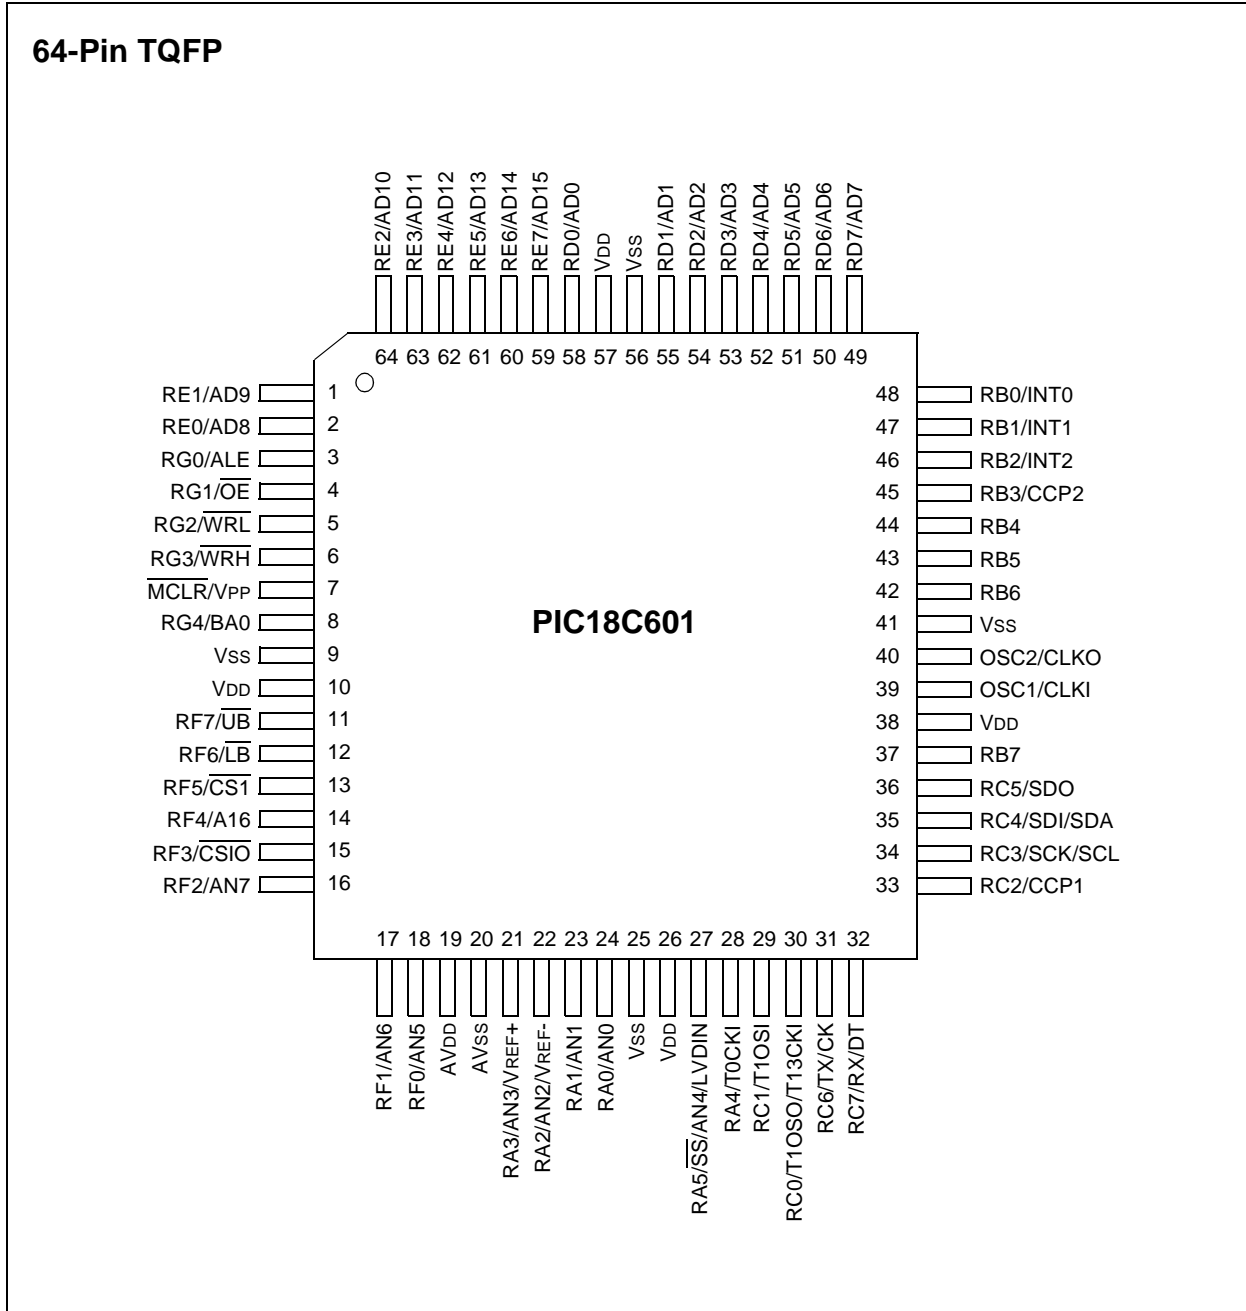 64-Pin TQFP
RE2/AD10
RE3/AD11
RE4/AD12
RE5/AD13
RE6/AD14
RE7/AD15
RD0/AD0
VDD
VSS
RD1/AD1
RD2/AD2
RD3/AD3
RD4/AD4
RD5/AD5
RD6/AD6
RD7/AD7
64 63 62 61 60 59 58 57 56 55 54 53 52 51 50 49
RE1/AD9 1
RE0/AD8 2
RG0/ALE 3
RG1/O̅E̅ 4
RG2/W̅R̅L̅ 5
RG3/W̅R̅H̅ 6
M̅C̅L̅R̅/VPP 7
RG4/BA0 8
VSS 9
VDD 10
RF7/U̅B̅ 11
RF6/L̅B̅ 12
RF5/C̅S̅1̅ 13
RF4/A16 14
RF3/C̅S̅I̅O̅ 15
RF2/AN7 16
PIC18C601
48 RB0/INT0
47 RB1/INT1
46 RB2/INT2
45 RB3/CCP2
44 RB4
43 RB5
42 RB6
41 VSS
40 OSC2/CLKO
39 OSC1/CLKI
38 VDD
37 RB7
36 RC5/SDO
35 RC4/SDI/SDA
34 RC3/SCK/SCL
33 RC2/CCP1
17 18 19 20 21 22 23 24 25 26 27 28 29 30 31 32
RF1/AN6
RF0/AN5
AVDD
AVSS
RA3/AN3/VREF+
RA2/AN2/VREF-
RA1/AN1
RA0/AN0
VSS
VDD
RA5/S̅S̅/AN4/LVDIN
RA4/T0CKI
RC1/T1OSI
RC0/T1OSO/T13CKI
RC6/TX/CK
RC7/RX/DT